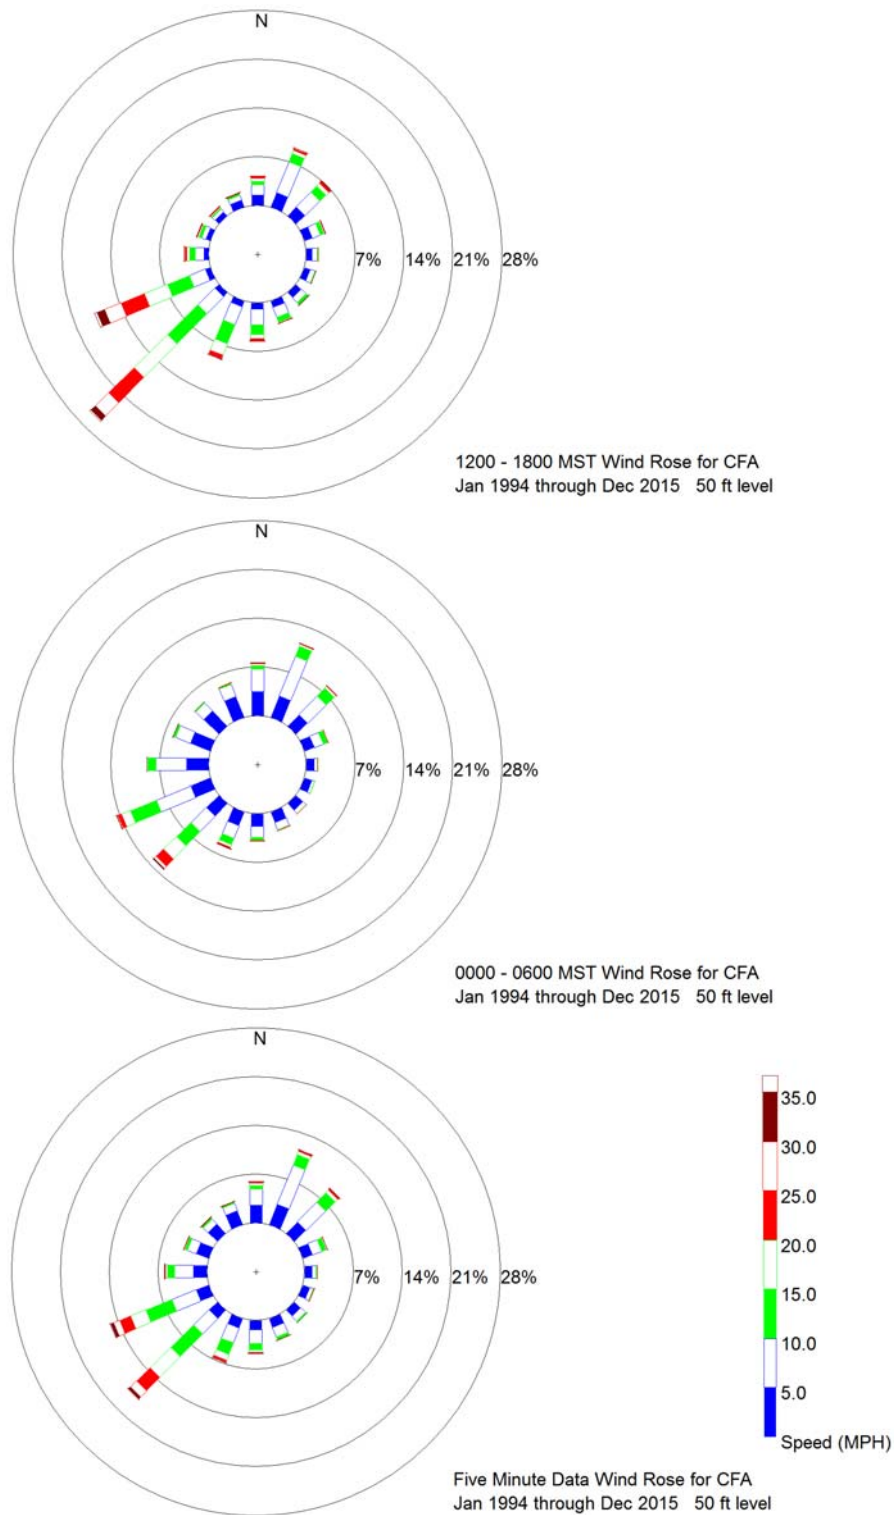 N
7% 14% 21% 28%
1200 - 1800 MST Wind Rose for CFA
Jan 1994 through Dec 2015 50 ft level
N
7% 14% 21% 28%
0000 - 0600 MST Wind Rose for CFA
Jan 1994 through Dec 2015 50 ft level
N
7% 14% 21% 28%
35.0
30.0
25.0
20.0
15.0
10.0
5.0
Speed (MPH)
Five Minute Data Wind Rose for CFA
Jan 1994 through Dec 2015 50 ft level